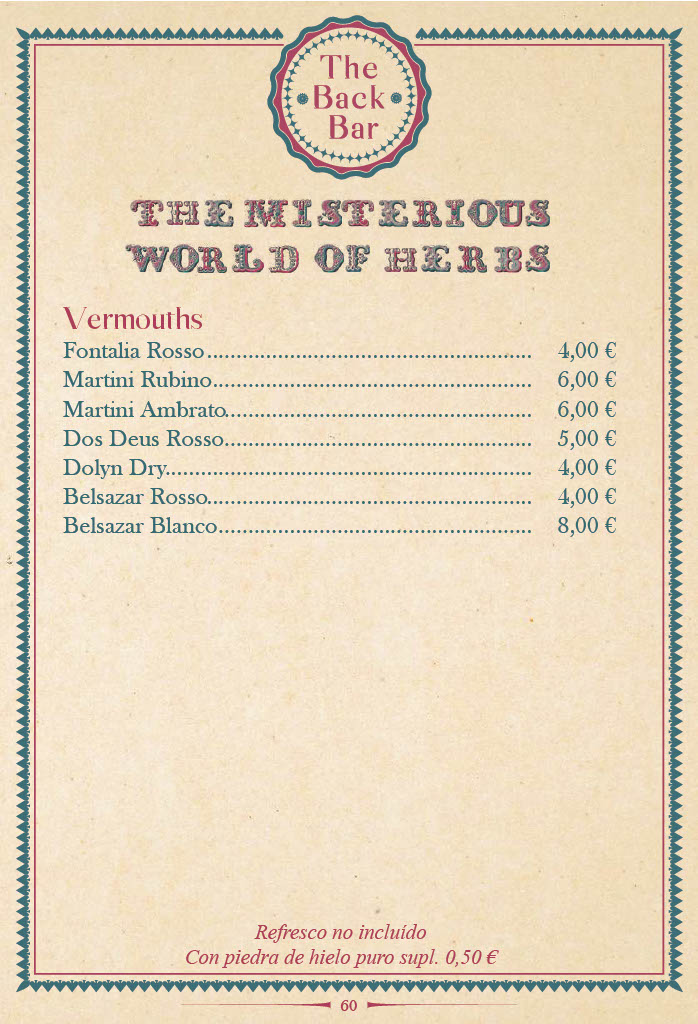 The
Back
Bar
THE MISTERIOUS
WORLD OF HERBS
Vermouths
Fontalia Rosso.................................................. 4,00 €
Martini Rubino................................................. 6,00 €
Martini Ambrato............................................... 6,00 €
Dos Deus Rosso............................................... 5,00 €
Dolyn Dry........................................................ 4,00 €
Belsazar Rosso.................................................. 4,00 €
Belsazar Blanco................................................ 8,00 €
Refresco no incluído
Con piedra de hielo puro supl. 0,50 €
60